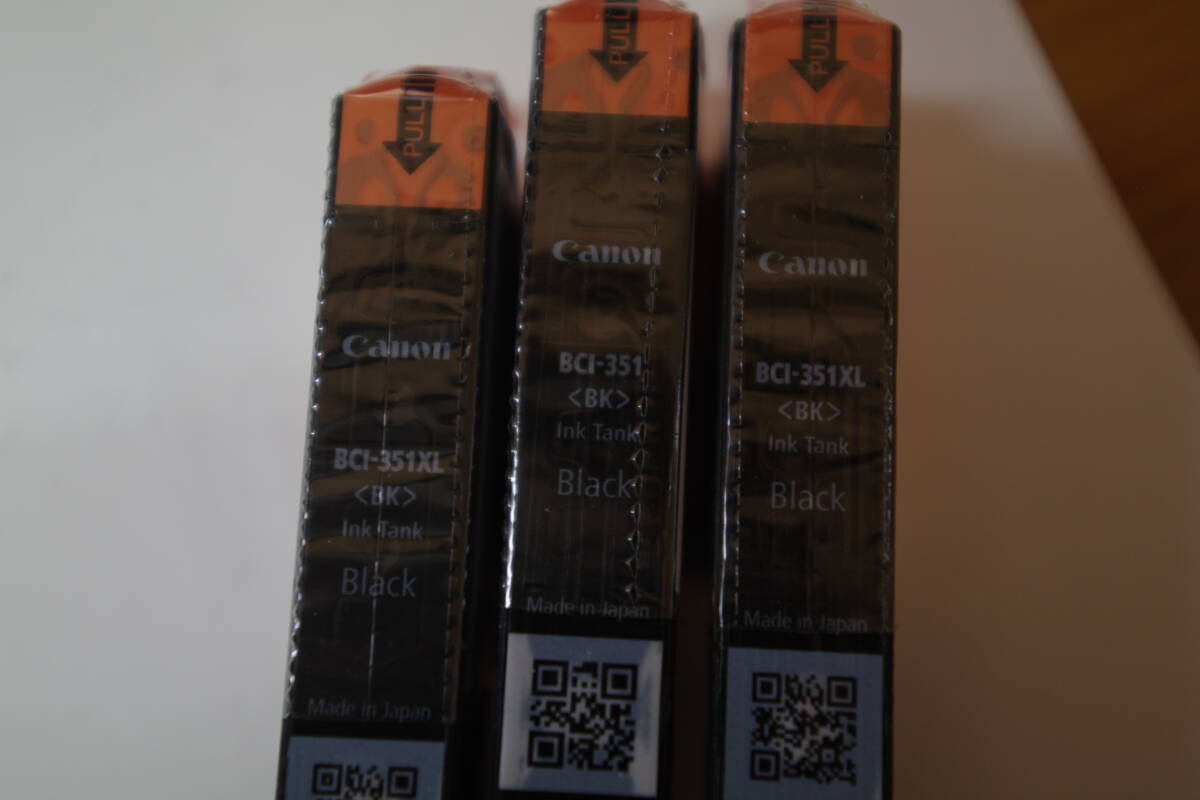 PULL
Canon
BCI-351XL
<BK>
Ink Tank
Black
Made in Japan
PULL
Canon
BCI-351
<BK>
Ink Tank
Black
Made in Japan
PULL
Canon
BCI-351XL
<BK>
Ink Tank
Black
Made in Japan